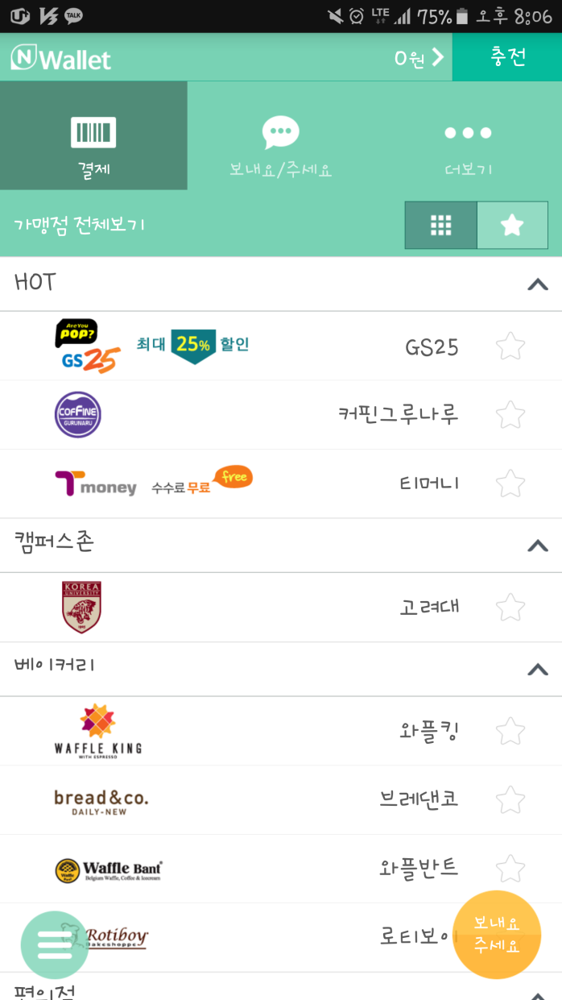 TALK LTE 75% 오후 8:06
N Wallet 0원 충전
결제 보내요/주세요 더보기
가맹점 전체보기
HOT
Are You
POP?
GS25 최대 25% 할인 GS25
COFFINE
GURUNARU 커핀그루나루
T money 수수료 무료 free 티머니
캠퍼스존
KOREA
UNIVERSITY
1905 고려대
베이커리
WAFFLE KING
WITH ESPRESSO 와플킹
bread&co.
DAILY-NEW 브레댄코
Waffle Bant
Belgium Waffle, Coffee & Icecream 와플반트
Rotiboy
Bakeshoppe 로티보이
보내요
주세요
편의점